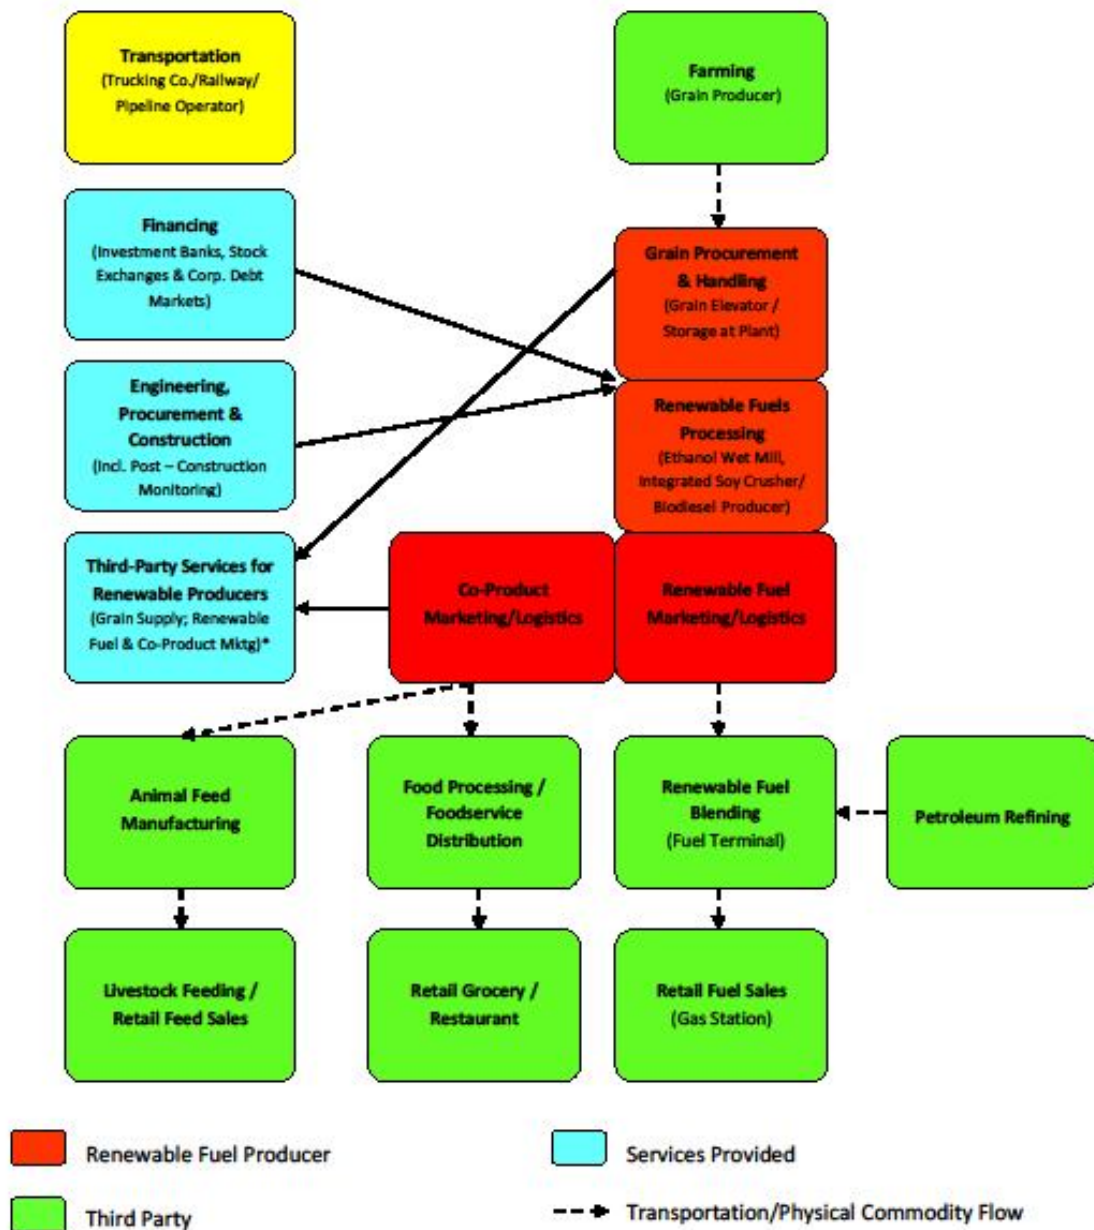 Transportation
(Trucking Co./Railway/
Pipeline Operator)
Farming
(Grain Producer)
Financing
(Investment Banks, Stock
Exchanges & Corp. Debt
Markets)
Grain Procurement
& Handling
(Grain Elevator /
Storage at Plant)
Engineering,
Procurement &
Construction
(Incl. Post – Construction
Monitoring)
Renewable Fuels
Processing
(Ethanol Wet Mill,
Integrated Soy Crusher/
Biodiesel Producer)
Third-Party Services for
Renewable Producers
(Grain Supply; Renewable
Fuel & Co-Product Mktg)*
Co-Product
Marketing/Logistics
Renewable Fuel
Marketing/Logistics
Animal Feed
Manufacturing
Food Processing /
Foodservice
Distribution
Renewable Fuel
Blending
(Fuel Terminal)
Petroleum Refining
Livestock Feeding /
Retail Feed Sales
Retail Grocery /
Restaurant
Retail Fuel Sales
(Gas Station)
Renewable Fuel Producer
Services Provided
Third Party
Transportation/Physical Commodity Flow